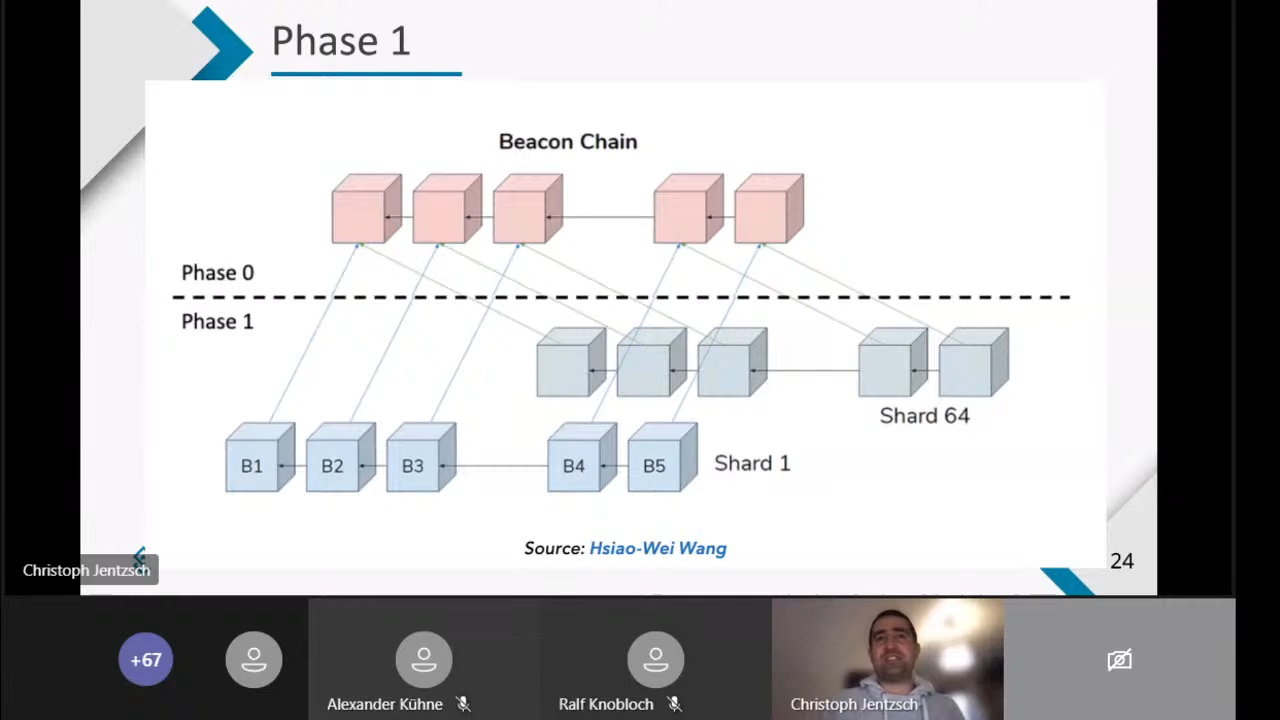 Phase 1
Beacon Chain
Phase 0
Phase 1
Shard 64
B1 B2 B3 B4 B5 Shard 1
Source: Hsiao-Wei Wang
24
Christoph Jentzsch
+67
Alexander Kühne
Ralf Knobloch
Christoph Jentzsch